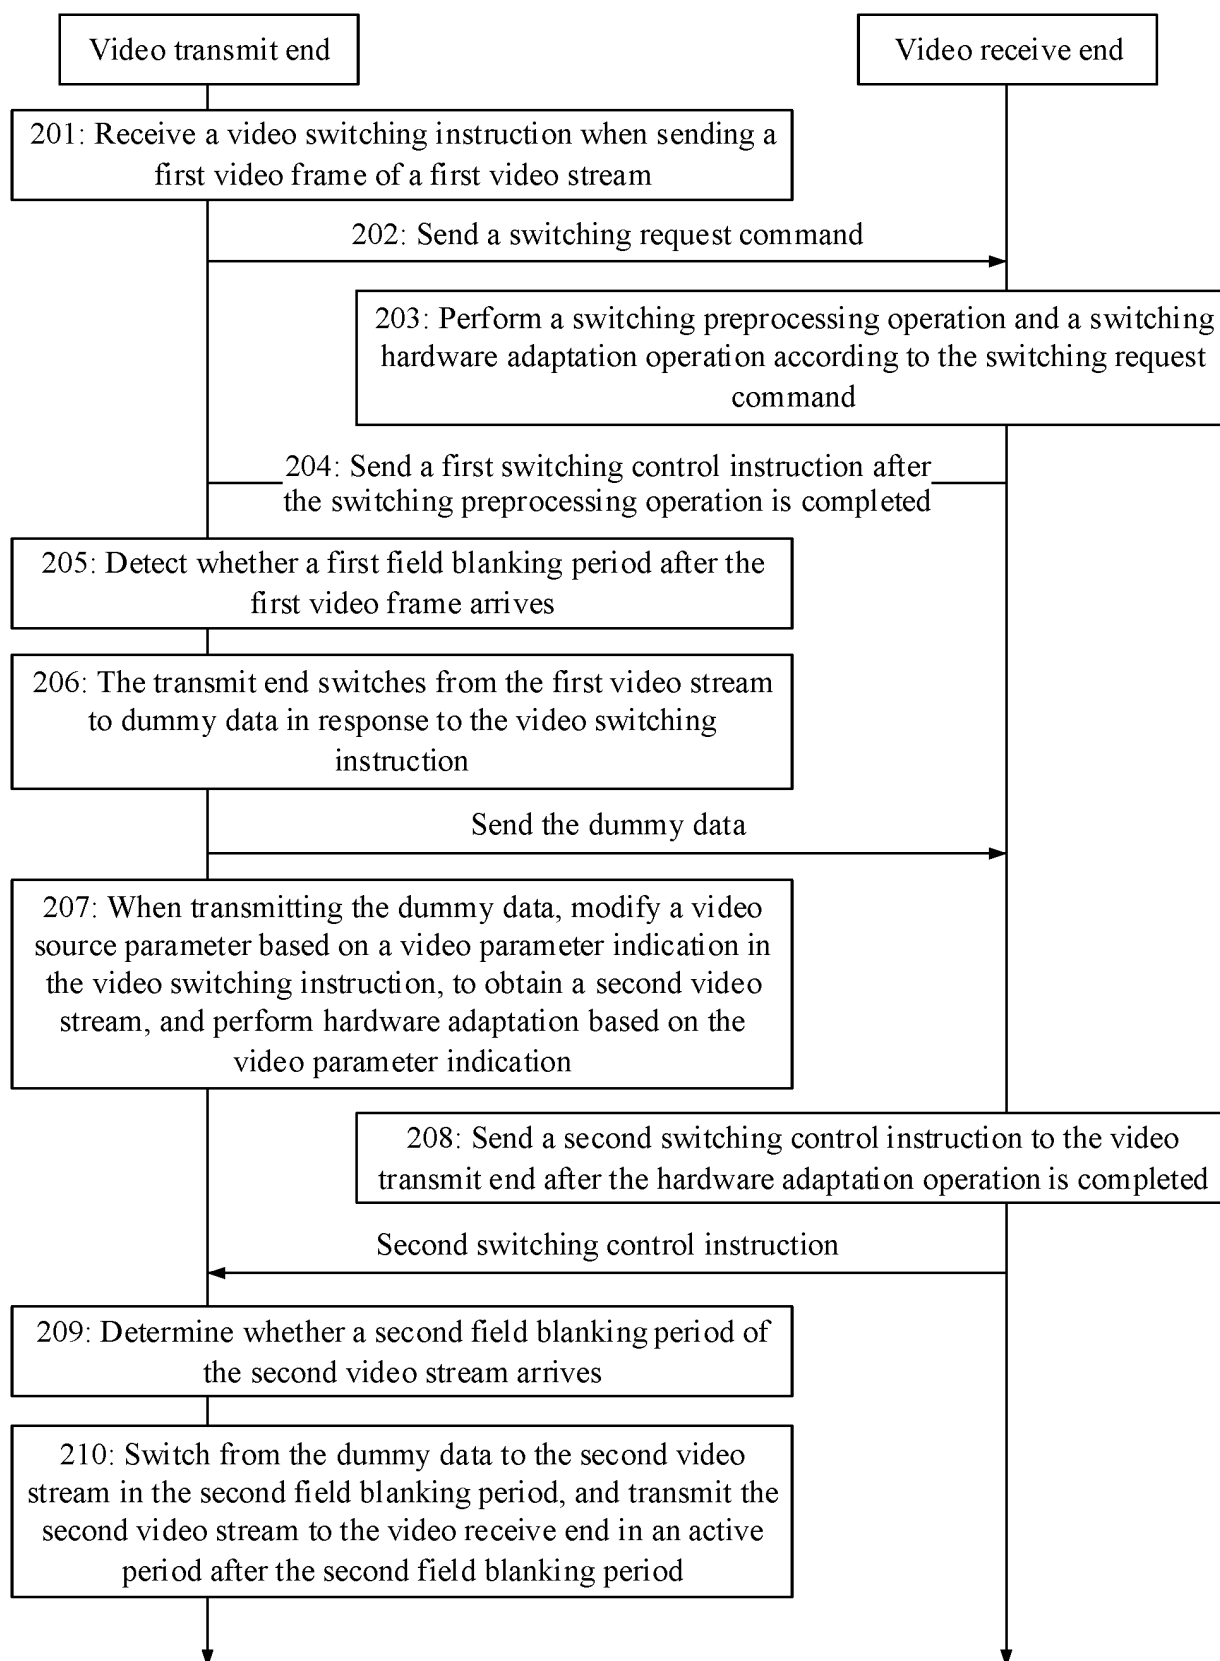 Video transmit end
Video receive end
201: Receive a video switching instruction when sending a
first video frame of a first video stream
202: Send a switching request command
203: Perform a switching preprocessing operation and a switching
hardware adaptation operation according to the switching request
command
204: Send a first switching control instruction after
the switching preprocessing operation is completed
205: Detect whether a first field blanking period after the
first video frame arrives
206: The transmit end switches from the first video stream
to dummy data in response to the video switching
instruction
Send the dummy data
207: When transmitting the dummy data, modify a video
source parameter based on a video parameter indication in
the video switching instruction, to obtain a second video
stream, and perform hardware adaptation based on the
video parameter indication
208: Send a second switching control instruction to the video
transmit end after the hardware adaptation operation is completed
Second switching control instruction
209: Determine whether a second field blanking period of
the second video stream arrives
210: Switch from the dummy data to the second video
stream in the second field blanking period, and transmit the
second video stream to the video receive end in an active
period after the second field blanking period